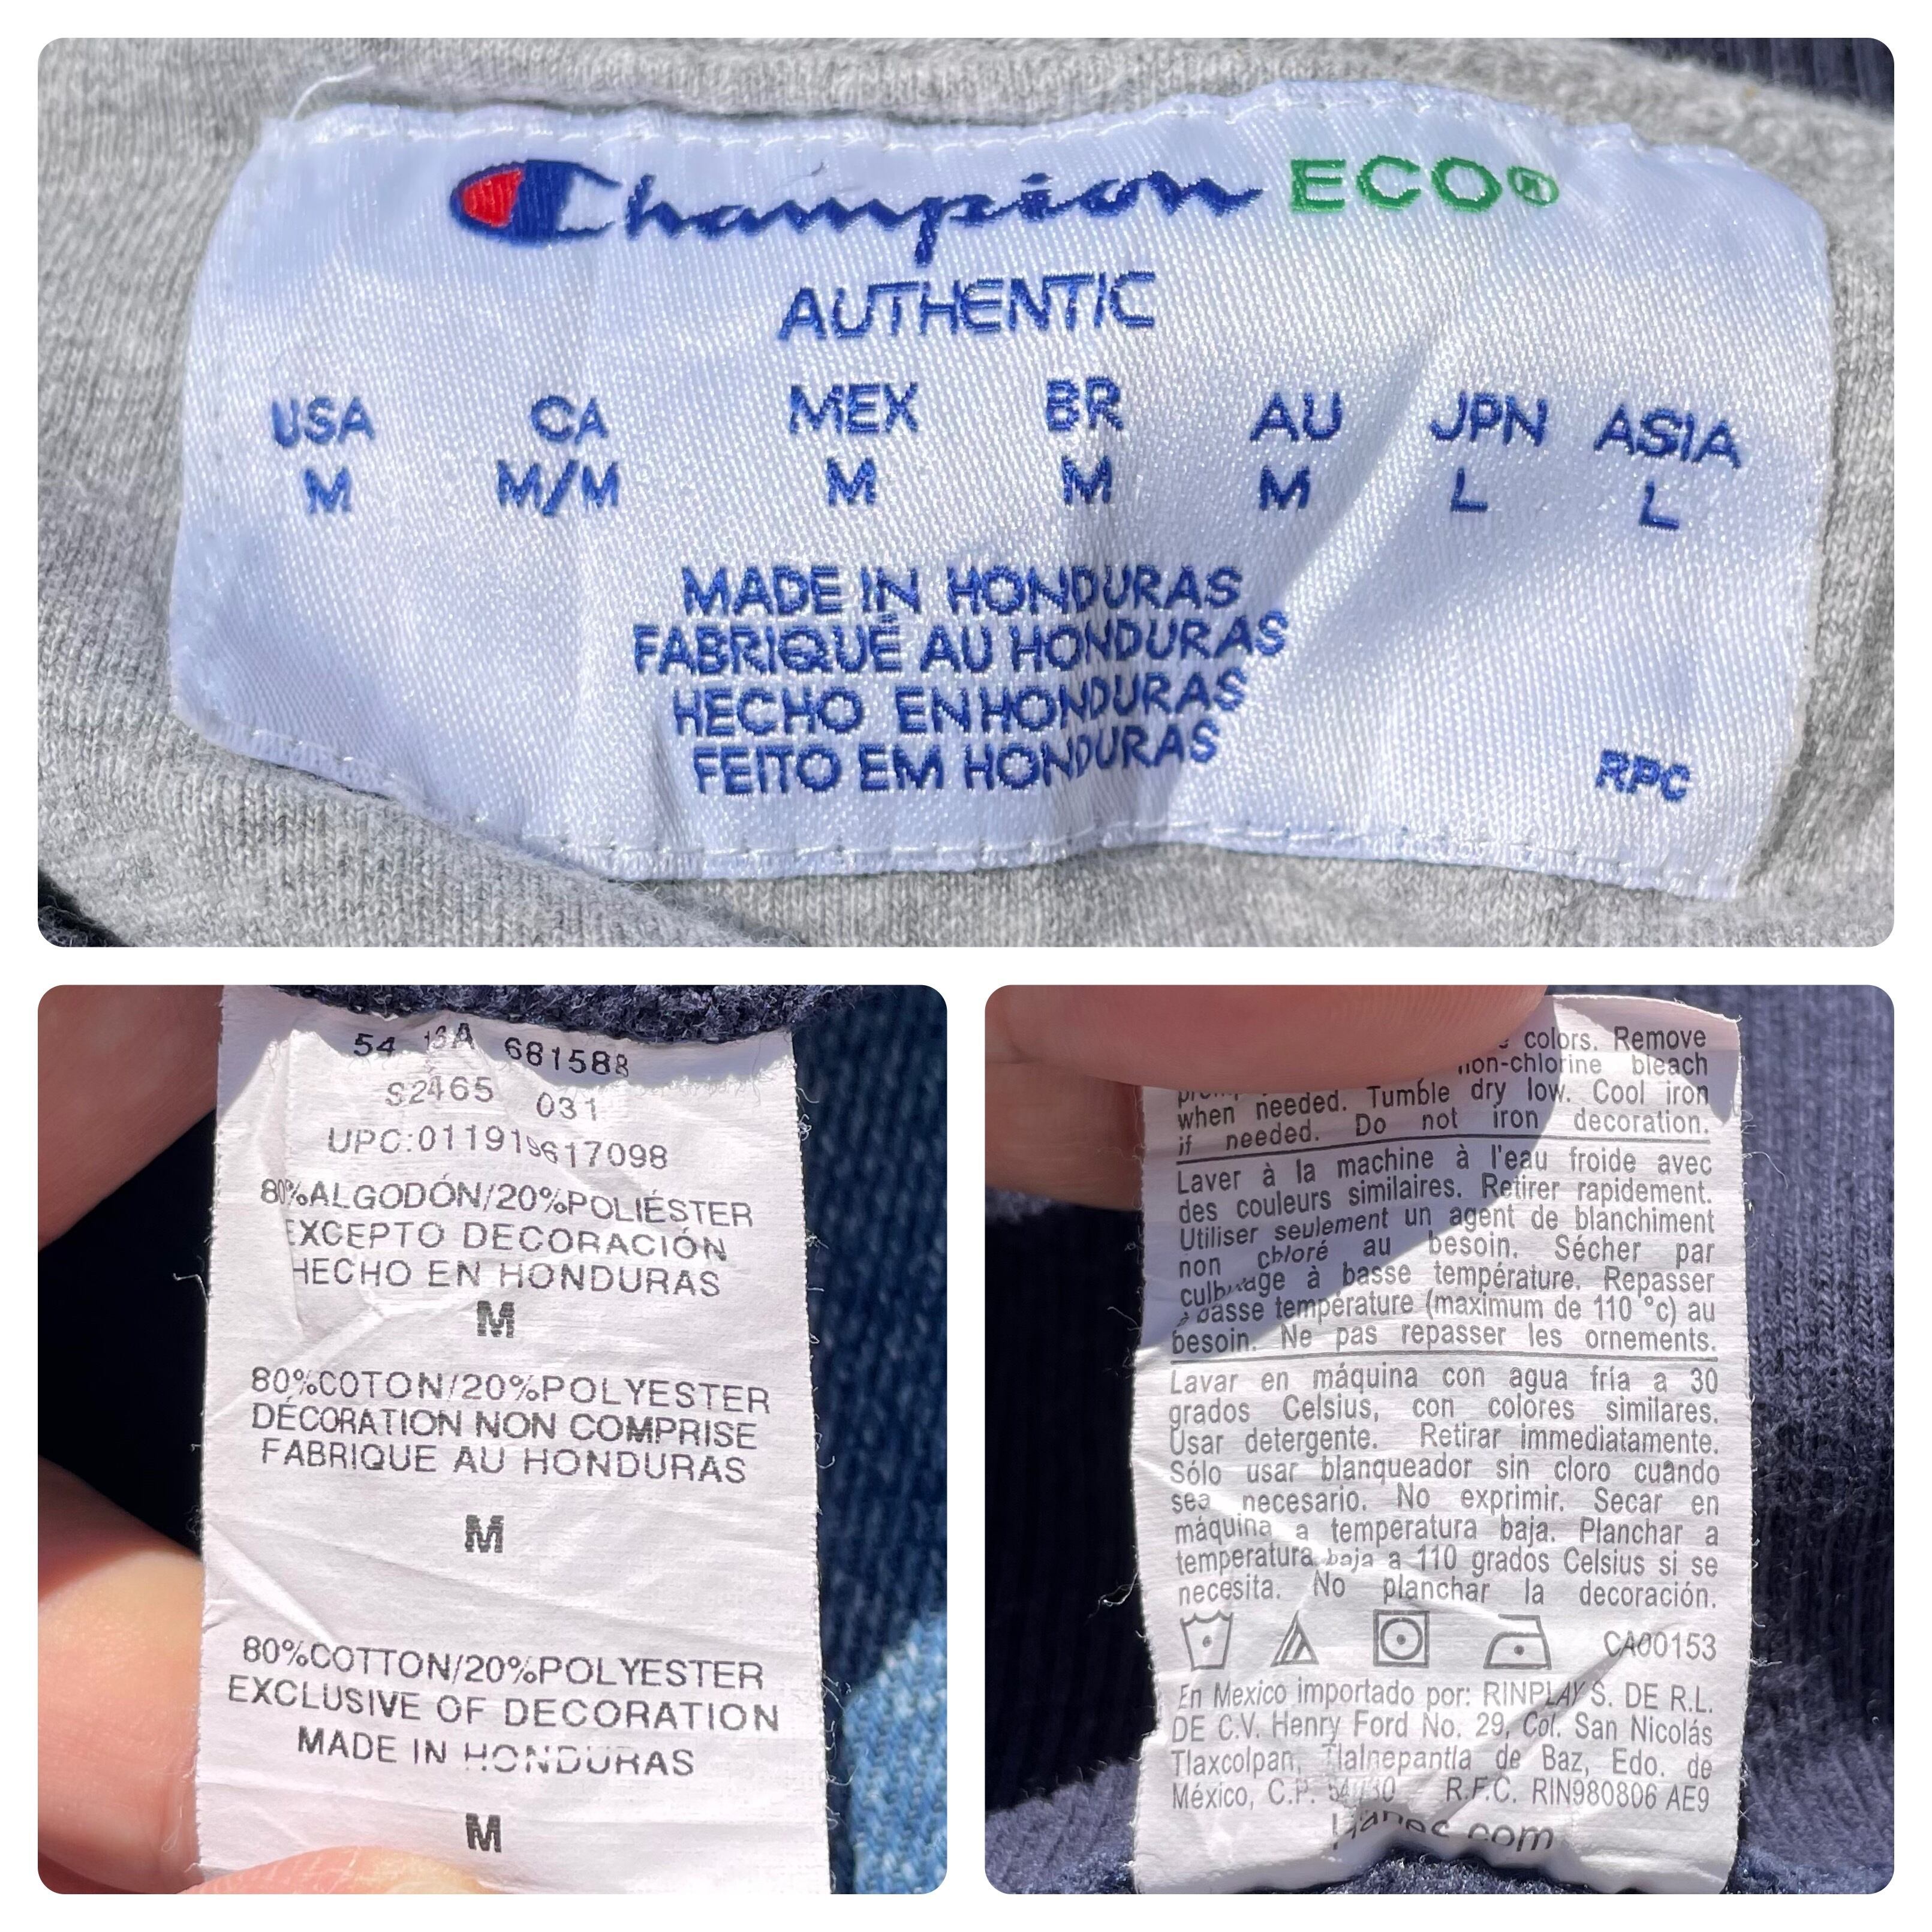 Champion ECO®
AUTHENTIC
USA CA MEX BR AU JPN ASIA
M M/M M M M L L
MADE IN HONDURAS
FABRIQUÉ AU HONDURAS
HECHO EN HONDURAS
FEITO EM HONDURAS
RPC
54 13A 681588
S2465 031
UPC:011919617098
80%ALGODÓN/20%POLIÉSTER
EXCEPTO DECORACIÓN
HECHO EN HONDURAS
M
80%COTON/20%POLYESTER
DÉCORATION NON COMPRISE
FABRIQUE AU HONDURAS
M
80%COTTON/20%POLYESTER
EXCLUSIVE OF DECORATION
MADE IN HONDURAS
M
colors. Remove
non-chlorine bleach
when needed. Tumble dry low. Cool iron
if needed. Do not iron decoration.
Laver à la machine à l'eau froide avec
des couleurs similaires. Retirer rapidement.
Utiliser seulement un agent de blanchiment
non chloré au besoin. Sécher par
culbutage à basse température. Repasser
à basse température (maximum de 110 °c) au
besoin. Ne pas repasser les ornements.
Lavar en máquina con agua fría a 30
grados Celsius, con colores similares.
Usar detergente. Retirar immediatamente.
Sólo usar blanqueador sin cloro cuando
sea necesario. No exprimir. Secar en
máquina a temperatura baja. Planchar a
temperatura baja a 110 grados Celsius si se
necesita. No planchar la decoración.
CA00153
En Mexico importado por: RINPLAY S. DE R.L.
DE C.V. Henry Ford No. 29, Col. San Nicolás
Tlaxcolpan, Tlalnepantla de Baz, Edo. de
México, C.P. R.F.C. RIN980806 AE9
Hanes.com